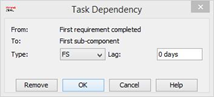 Task Dependency
From: First requirement completed
To: First sub-component
Type: FS Lag: 0 days
Remove OK Cancel Help